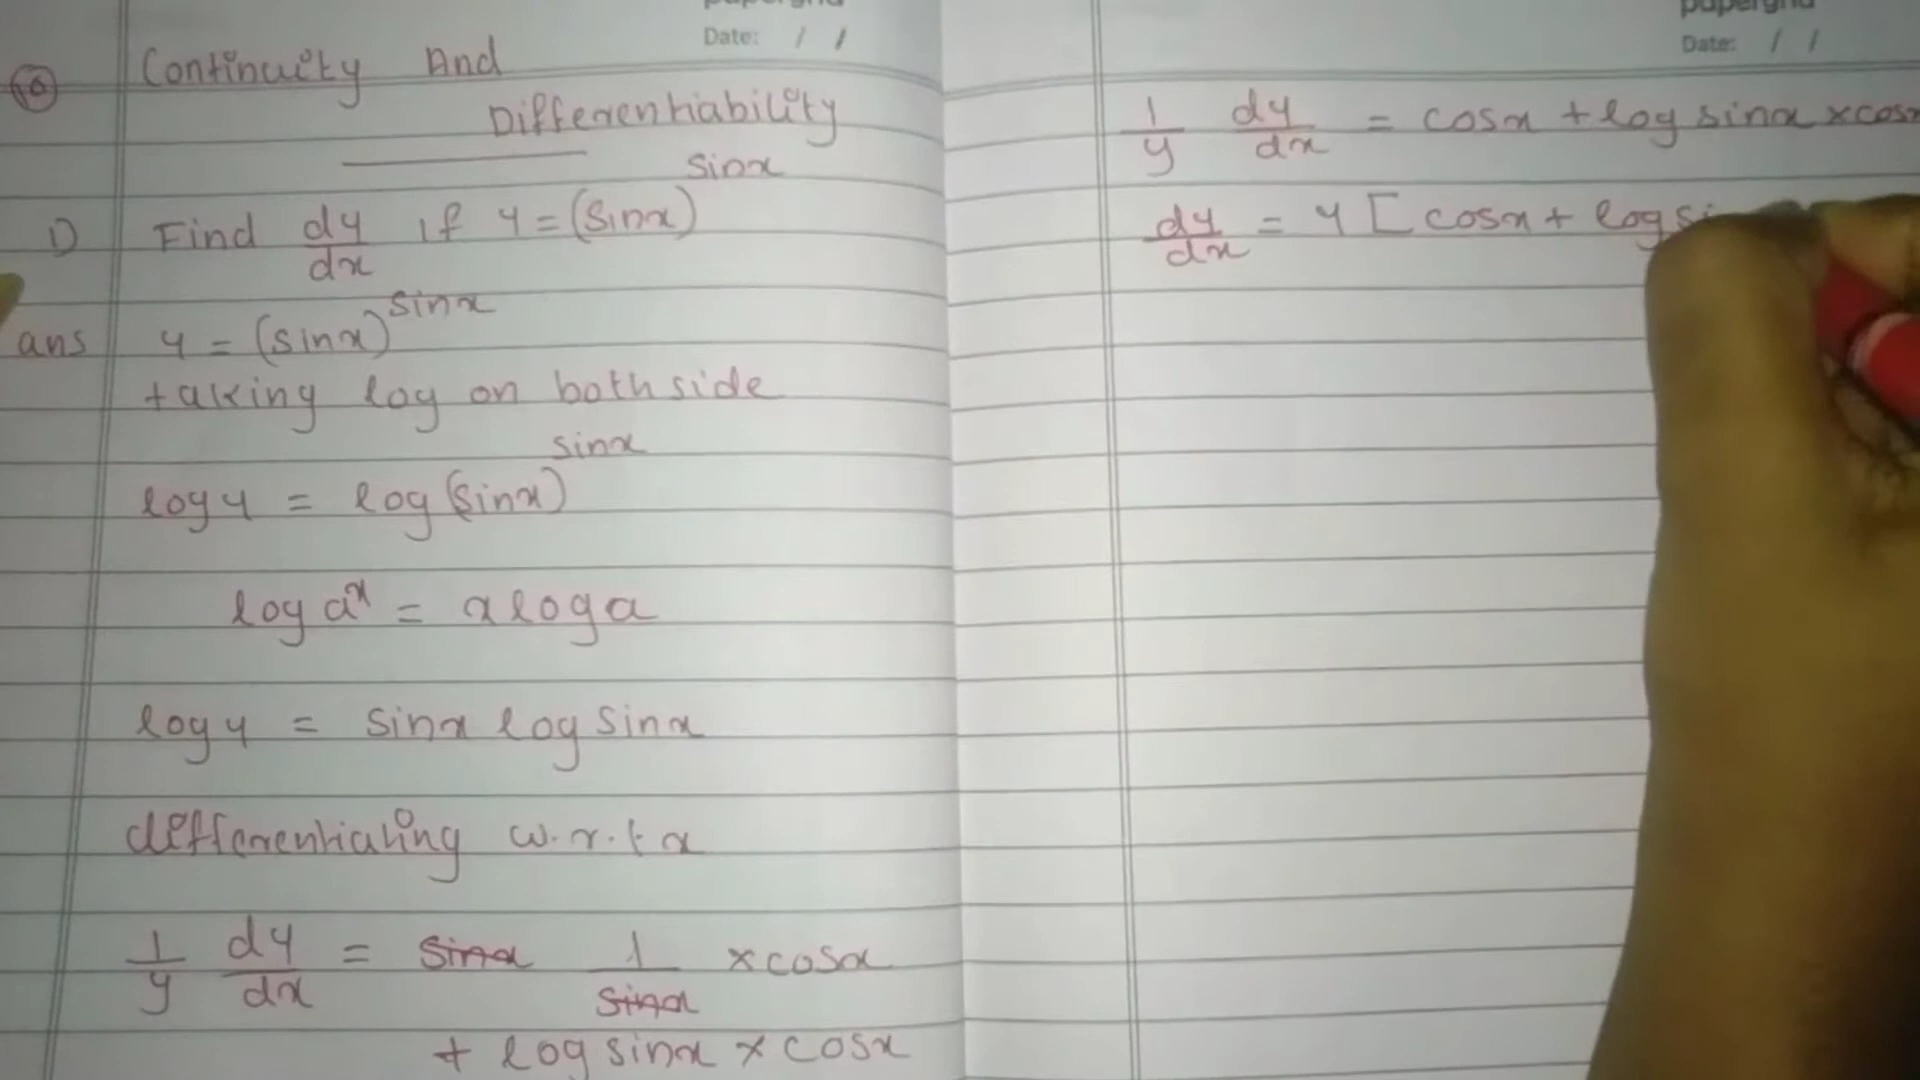 Date: / /
10
Continuity And
Differentiability
1) Find dy/dx if y = (sinx)^sinx
ans y = (sinx)^sinx
taking log on both side
log y = log (sinx)^sinx
log a^x = x log a
log y = sinx log sinx
differentiating w.r.t x
1/y dy/dx = sinx 1/sinx × cosx
+ log sinx × cosx
Date: / /
1/y dy/dx = cosx + log sinx × cosx
dy/dx = y [ cosx + log